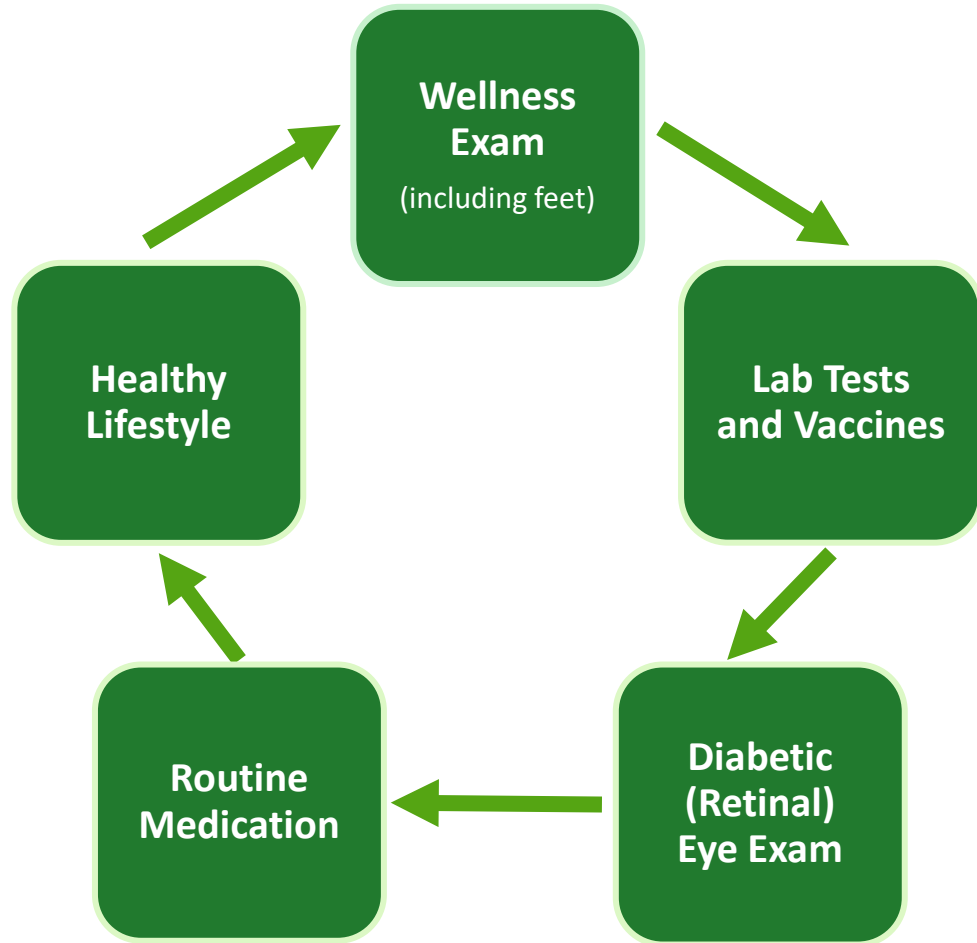 Wellness
Exam
(including feet)
Lab Tests
and Vaccines
Diabetic
(Retinal)
Eye Exam
Routine
Medication
Healthy
Lifestyle